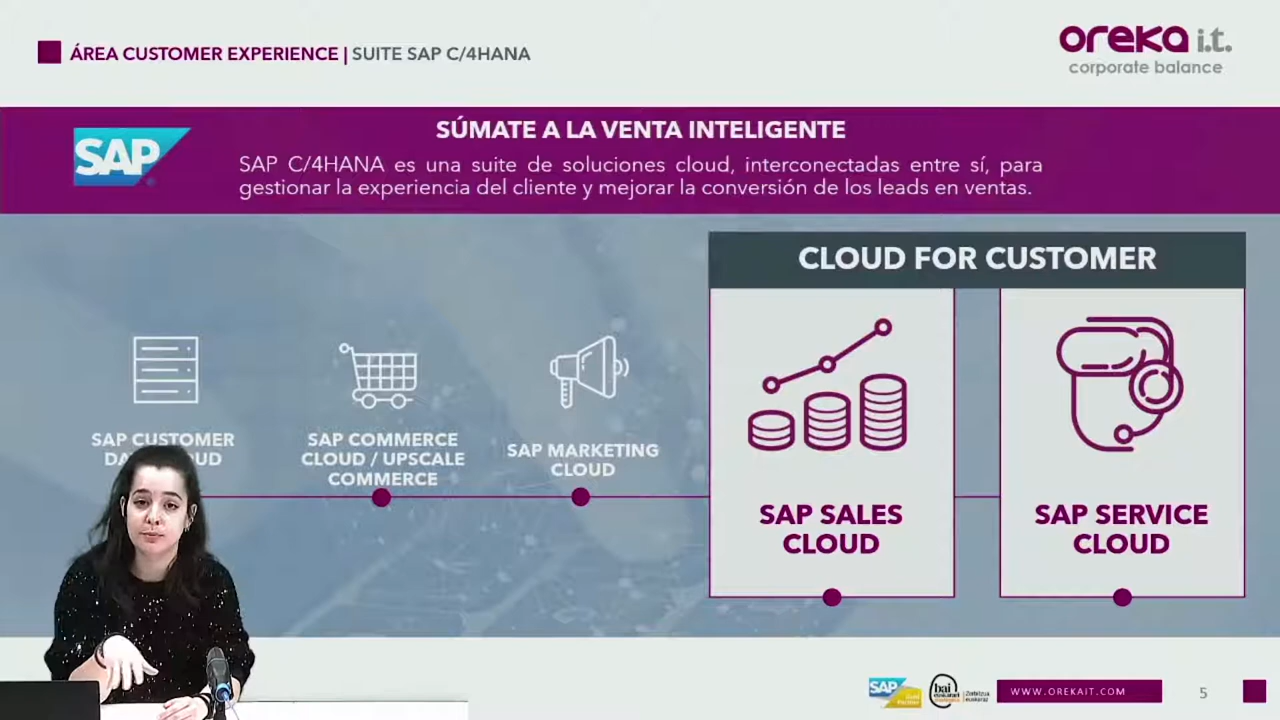 ÁREA CUSTOMER EXPERIENCE | SUITE SAP C/4HANA
oreka i.t.
corporate balance
SAP
SÚMATE A LA VENTA INTELIGENTE
SAP C/4HANA es una suite de soluciones cloud, interconectadas entre sí, para
gestionar la experiencia del cliente y mejorar la conversión de los leads en ventas.
CLOUD FOR CUSTOMER
SAP CUSTOMER
SAP COMMERCE
CLOUD / UPSCALE
COMMERCE
SAP MARKETING
CLOUD
SAP SALES
CLOUD
SAP SERVICE
CLOUD
SAP
bai
WWW.OREKAIT.COM
5